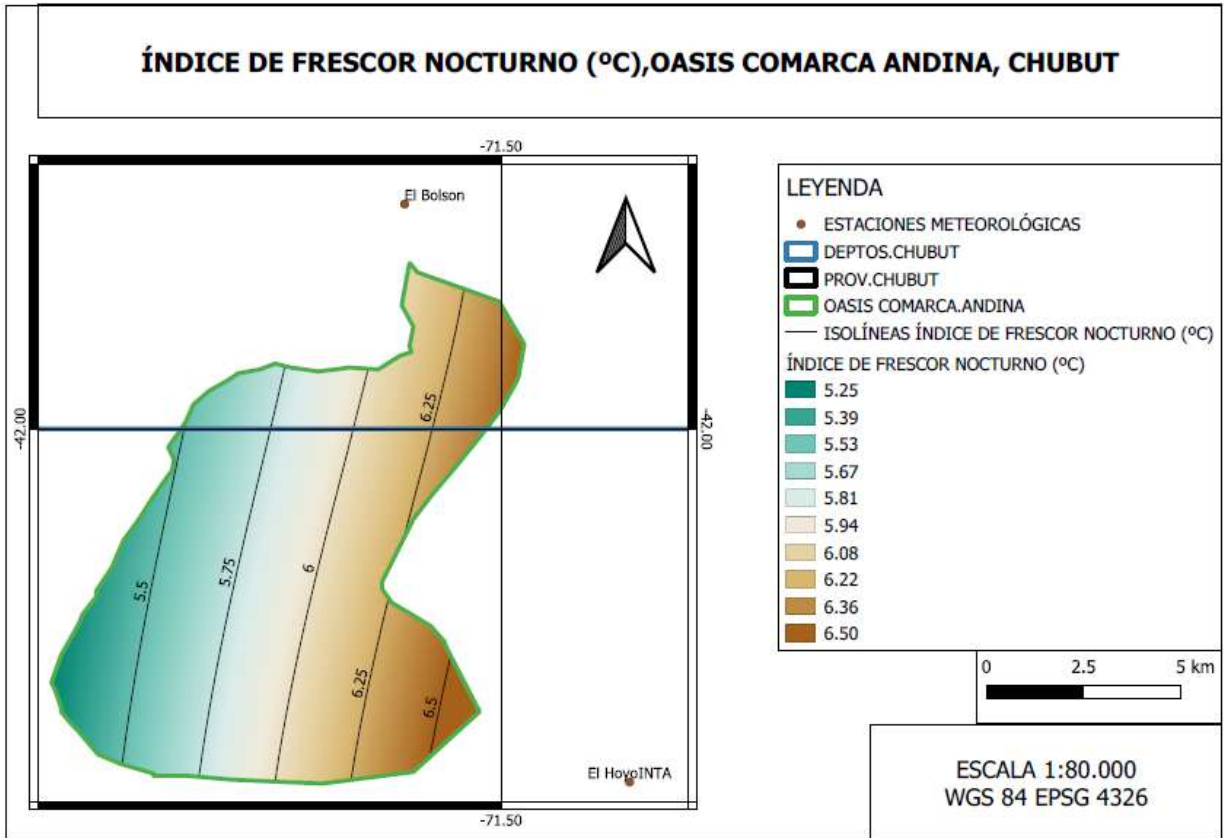 ÍNDICE DE FRESCOR NOCTURNO (ºC),OASIS COMARCA ANDINA, CHUBUT
-71.50
El Bolson
6.25
-42.00
-42.00
5.5
5.75
6
6.25
6.5
El HoyoINTA
-71.50
LEYENDA
ESTACIONES METEOROLÓGICAS
DEPTOS.CHUBUT
PROV.CHUBUT
OASIS COMARCA.ANDINA
ISOLÍNEAS ÍNDICE DE FRESCOR NOCTURNO (ºC)
ÍNDICE DE FRESCOR NOCTURNO (ºC)
5.25
5.39
5.53
5.67
5.81
5.94
6.08
6.22
6.36
6.50
0 2.5 5 km
ESCALA 1:80.000
WGS 84 EPSG 4326